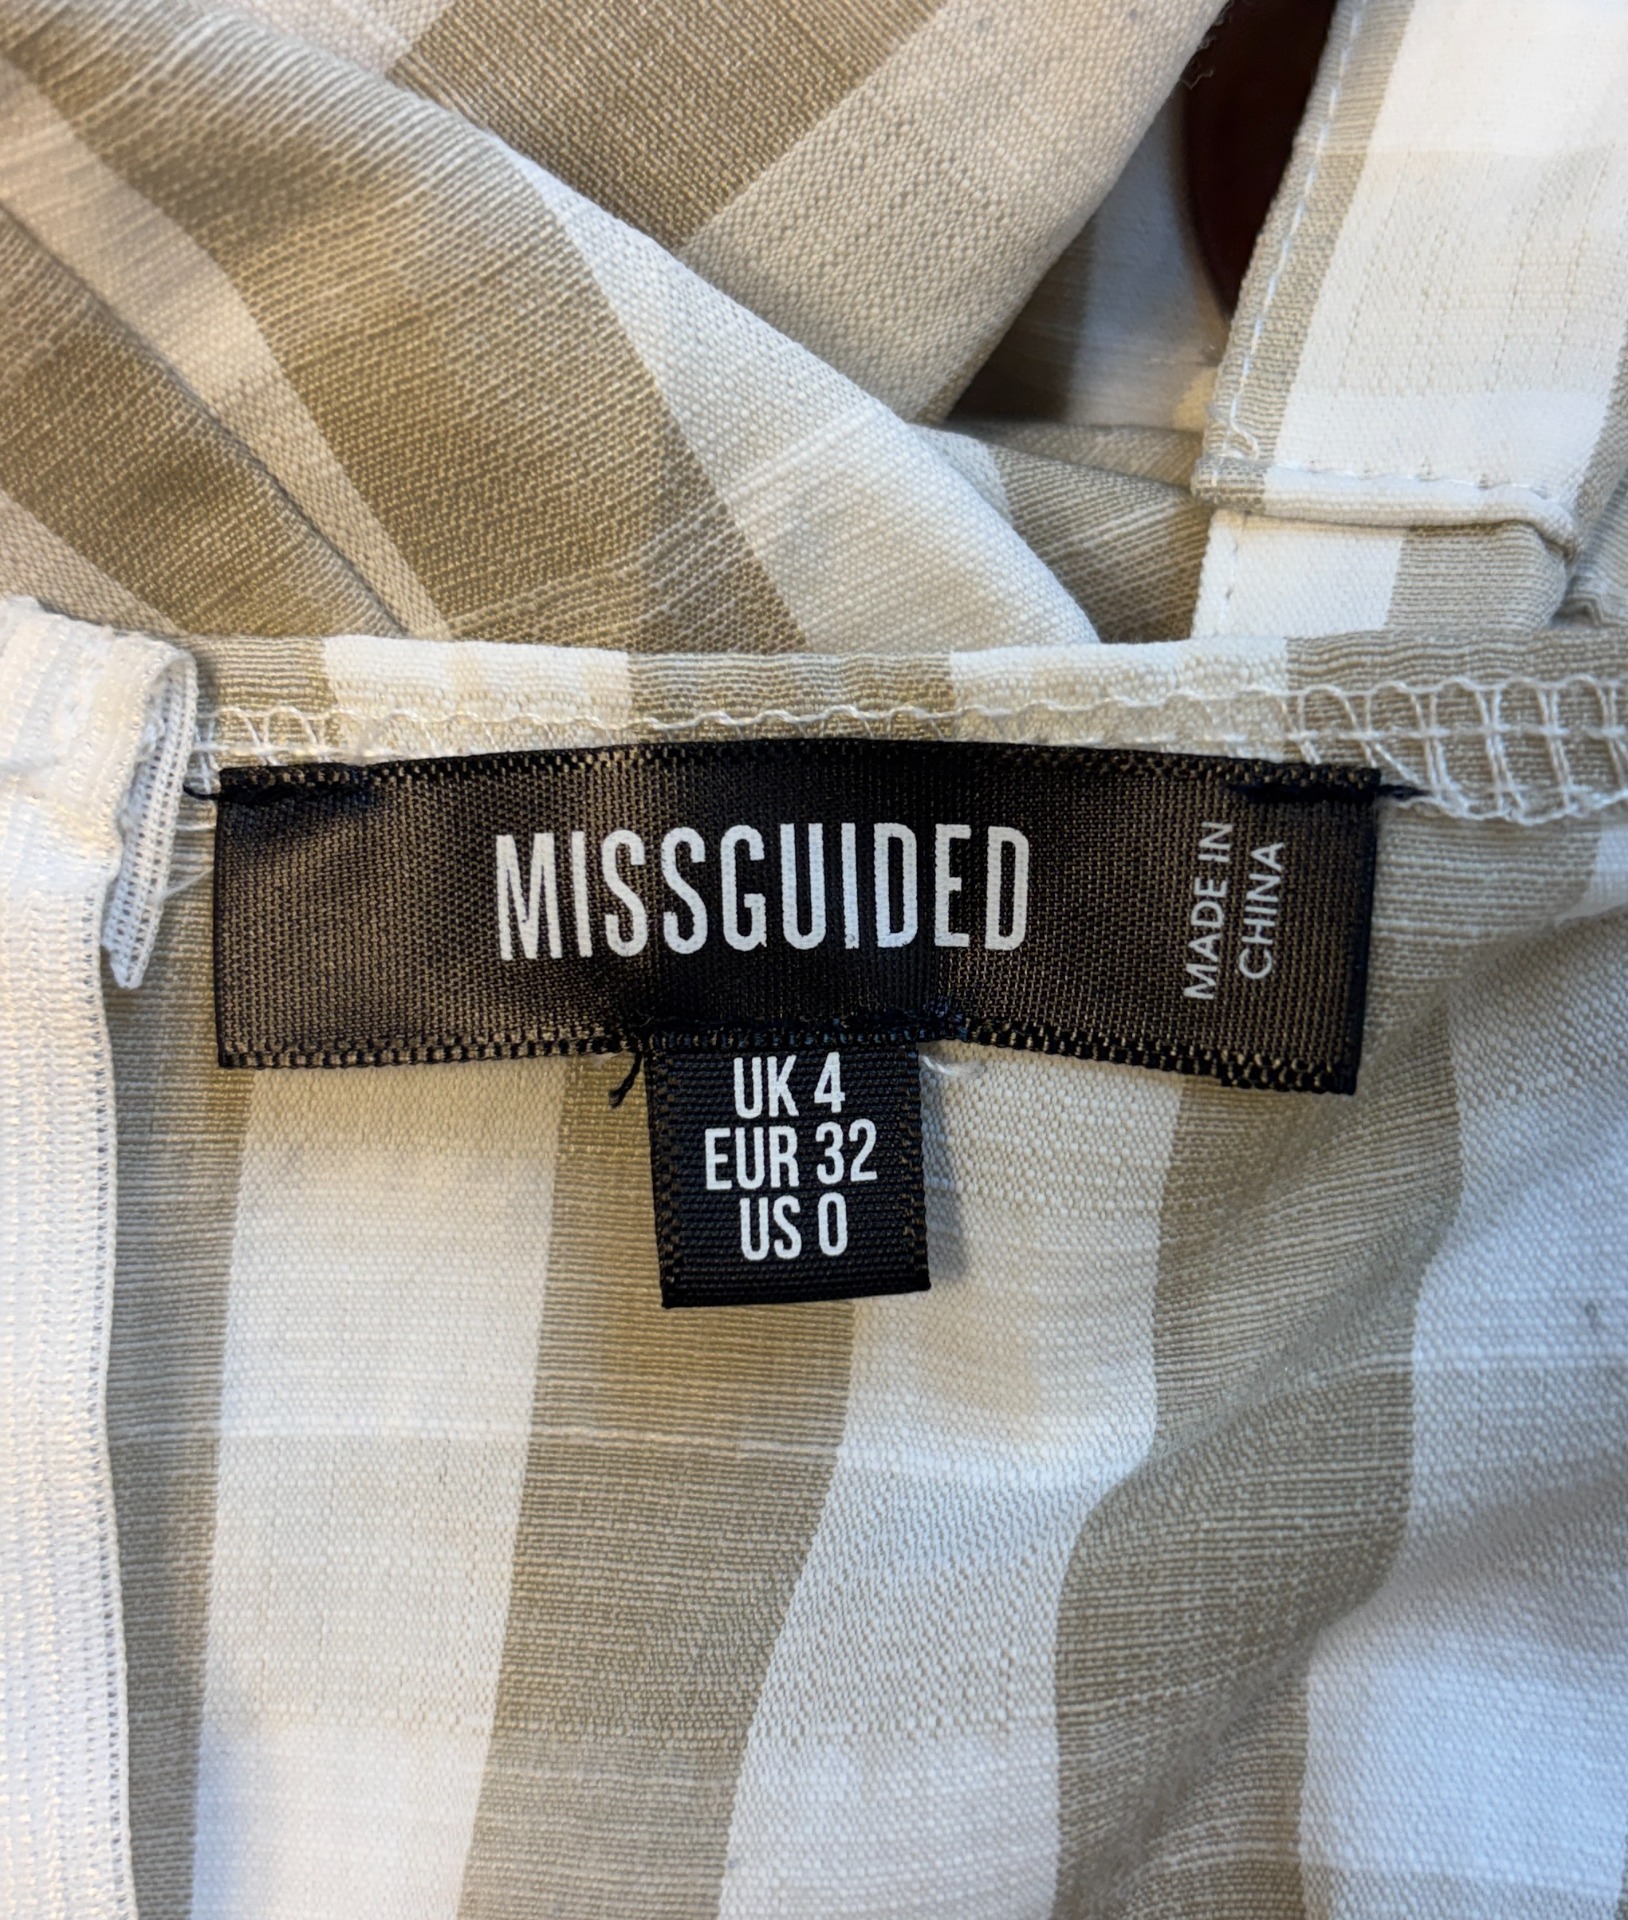 MISSGUIDED
MADE IN
CHINA
UK 4
EUR 32
US 0